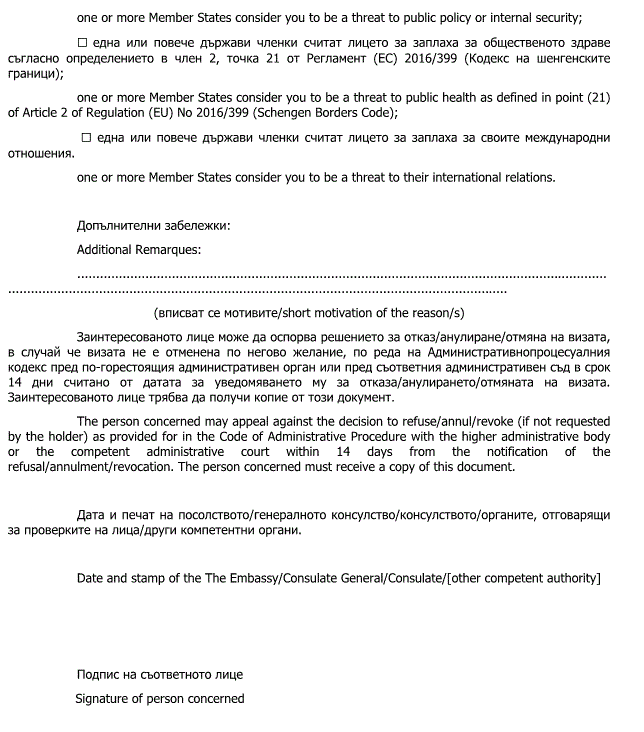 one or more Member States consider you to be a threat to public policy or internal security;
☐ една или повече държави членки считат лицето за заплаха за общественото здраве
съгласно определението в член 2, точка 21 от Регламент (ЕС) 2016/399 (Кодекс на шенгенските
граници);
one or more Member States consider you to be a threat to public health as defined in point (21)
of Article 2 of Regulation (EU) No 2016/399 (Schengen Borders Code);
☐ една или повече държави членки считат лицето за заплаха за своите международни
отношения.
one or more Member States consider you to be a threat to their international relations.
Допълнителни забележки:
Additional Remarques:
............................................................................................................................................
....................................................................................................................................
(вписват се мотивите/short motivation of the reason/s)
Заинтересованото лице може да оспорва решението за отказ/анулиране/отмяна на визата,
в случай че визата не е отменена по негово желание, по реда на Административнопроцесуалния
кодекс пред по-горестоящия административен орган или пред съответния административен съд в срок
14 дни считано от датата за уведомяването му за отказа/анулирането/отмяната на визата.
Заинтересованото лице трябва да получи копие от този документ.
The person concerned may appeal against the decision to refuse/annul/revoke (if not requested
by the holder) as provided for in the Code of Administrative Procedure with the higher administrative body
or the competent administrative court within 14 days from the notification of the
refusal/annulment/revocation. The person concerned must receive a copy of this document.
Дата и печат на посолството/генералното консулство/консулството/органите, отговарящи
за проверките на лица/други компетентни органи.
Date and stamp of the The Embassy/Consulate General/Consulate/[other competent authority]
Подпис на съответното лице
Signature of person concerned